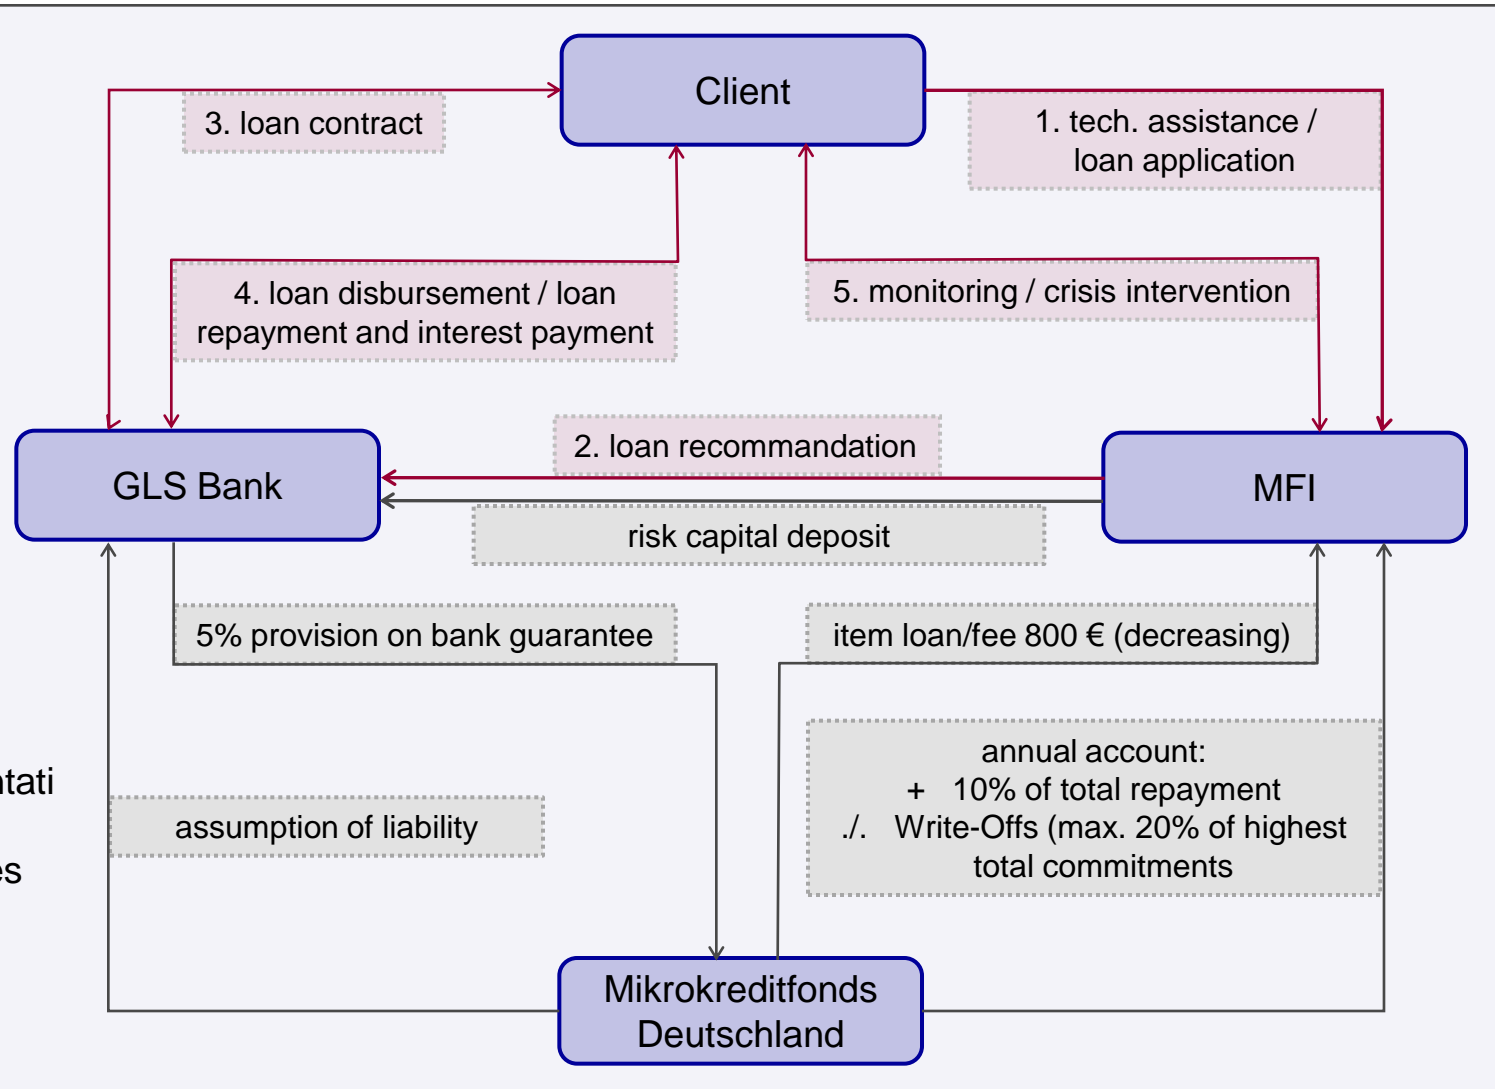 Client
3. loan contract
1. tech. assistance /
loan application
4. loan disbursement / loan
repayment and interest payment
5. monitoring / crisis intervention
2. loan recommandation
GLS Bank
MFI
risk capital deposit
5% provision on bank guarantee
item loan/fee 800 € (decreasing)
annual account:
+ 10% of total repayment
./. Write-Offs (max. 20% of highest
total commitments
ntati
assumption of liability
es
Mikrokreditfonds
Deutschland